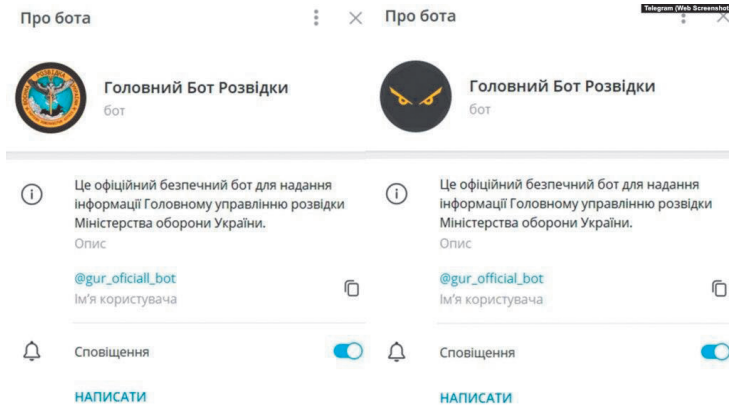 Про бота
Головний Бот Розвідки
бот
Це офіційний безпечний бот для надання
інформації Головному управлінню розвідки
Міністерства оборони України.
Опис
@gur_oficiall_bot
Ім'я користувача
Сповіщення
НАПИСАТИ
Telegram (Web Screenshot)
Про бота
Головний Бот Розвідки
бот
Це офіційний безпечний бот для надання
інформації Головному управлінню розвідки
Міністерства оборони України.
Опис
@gur_official_bot
Ім'я користувача
Сповіщення
НАПИСАТИ